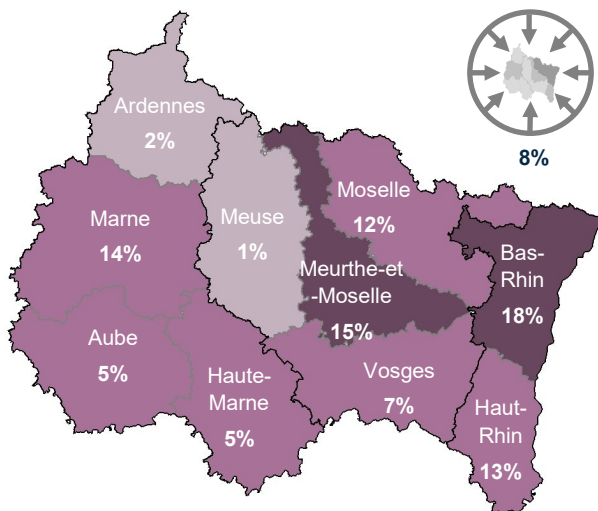 Ardennes
2%
8%
Marne
14%
Meuse
1%
Moselle
12%
Meurthe-et
-Moselle
15%
Bas-
Rhin
18%
Aube
5%
Haute-
Marne
5%
Vosges
7%
Haut-
Rhin
13%